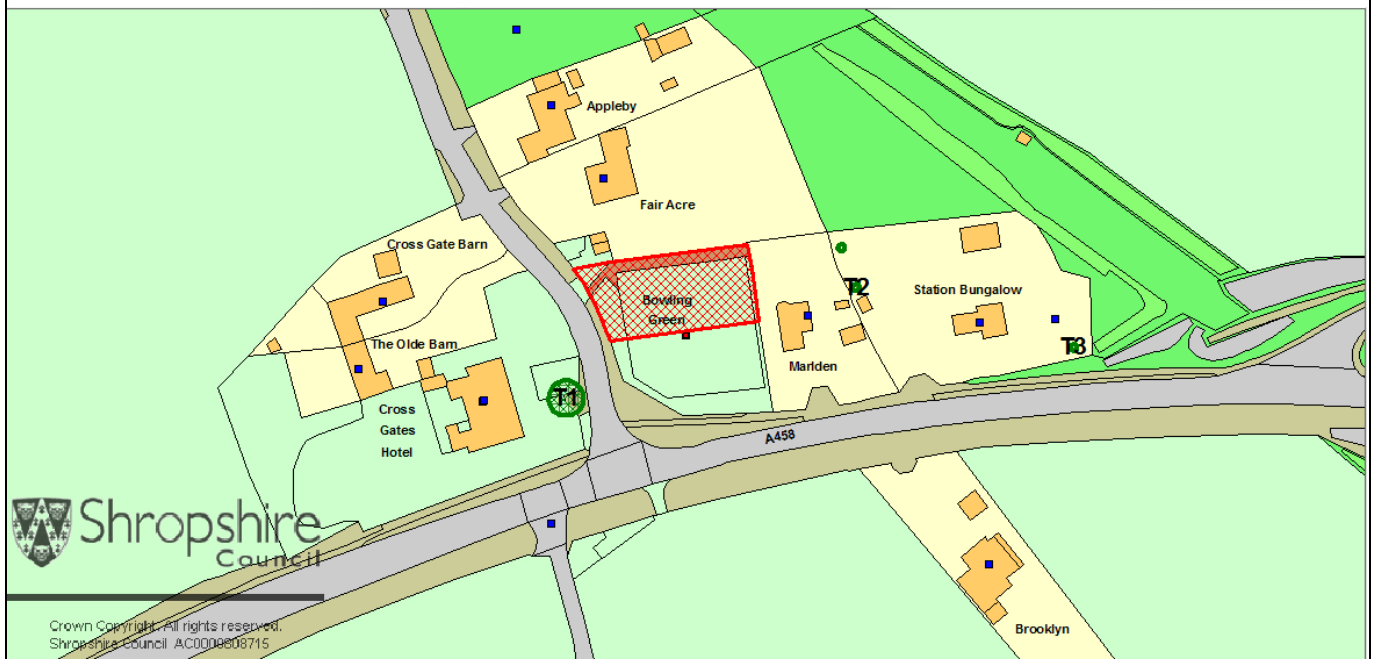 Appleby
Fair Acre
Cross Gate Barn
Bowling
Green
T2
Station Bungalow
The Olde Barn
Marlden
T3
T1
Cross
Gates
Hotel
A458
Shropshire
Council
Crown Copyright. All rights reserved.
Shropshire Council AC0000808715
Brooklyn